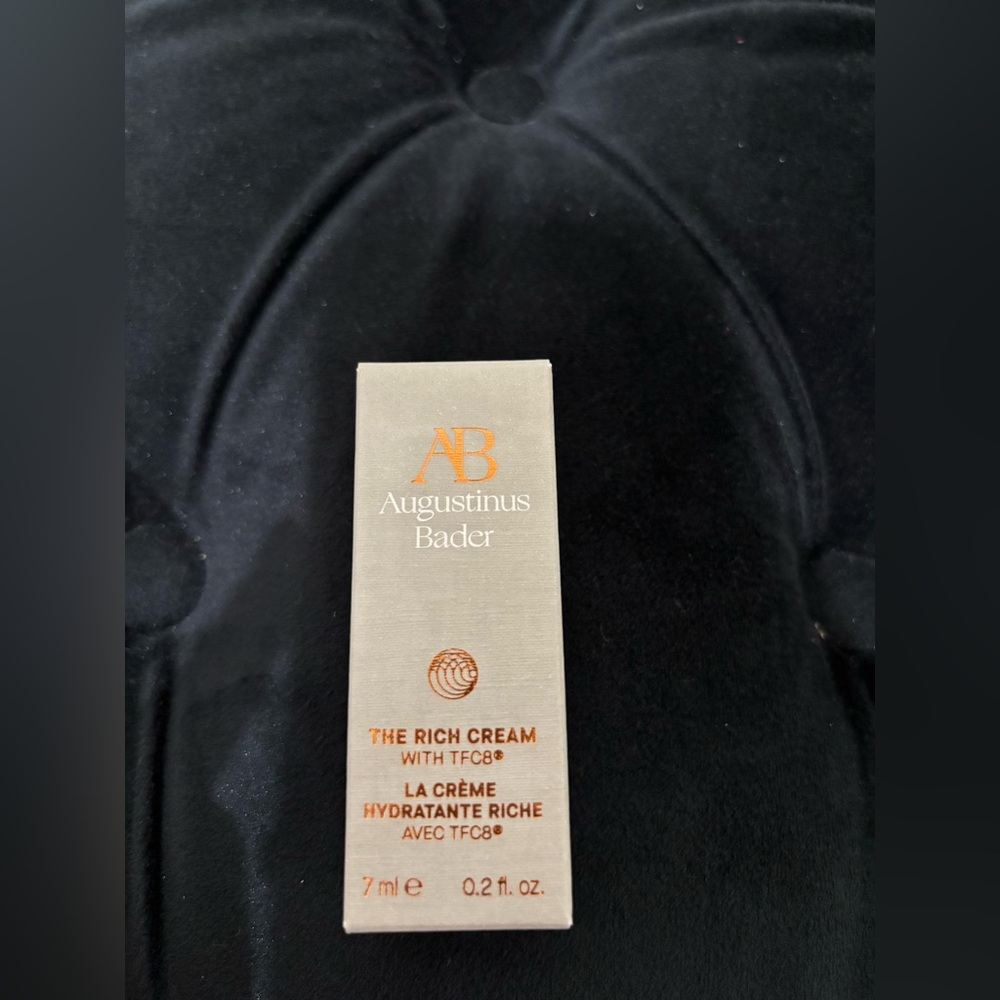 AB
Augustinus
Bader
THE RICH CREAM
WITH TFC8®
LA CRÈME
HYDRATANTE RICHE
AVEC TFC8®
7 ml ℮ 0.2 fl. oz.